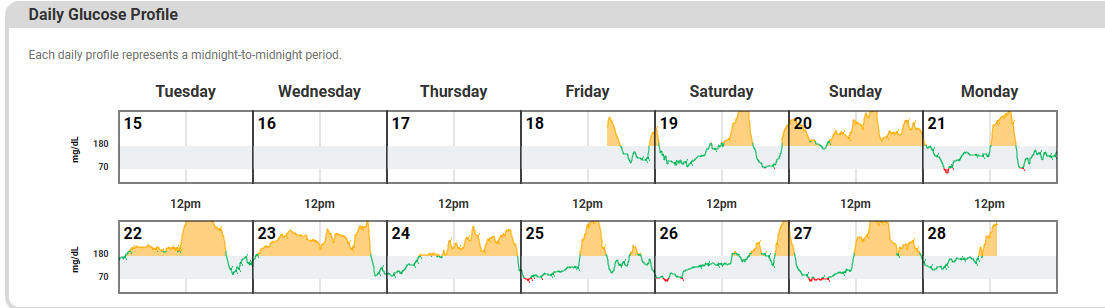 Daily Glucose Profile
Each daily profile represents a midnight-to-midnight period.
Tuesday Wednesday Thursday Friday Saturday Sunday Monday
15 16 17 18 19 20 21
mg/dL
180
70
12pm 12pm 12pm 12pm 12pm 12pm 12pm
22 23 24 25 26 27 28
mg/dL
180
70